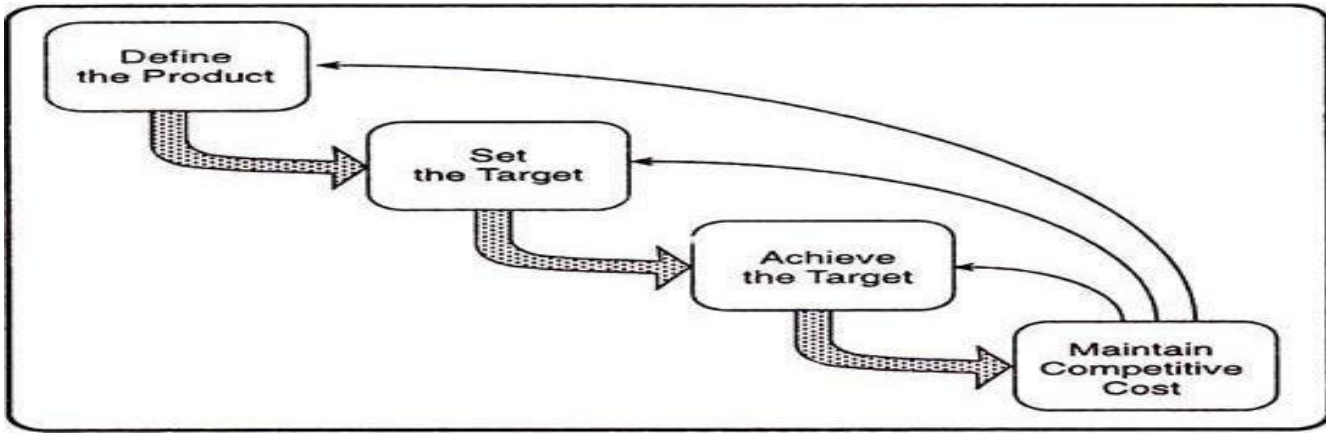 Define
the Product
Set
the Target
Achieve
the Target
Maintain
Competitive
Cost